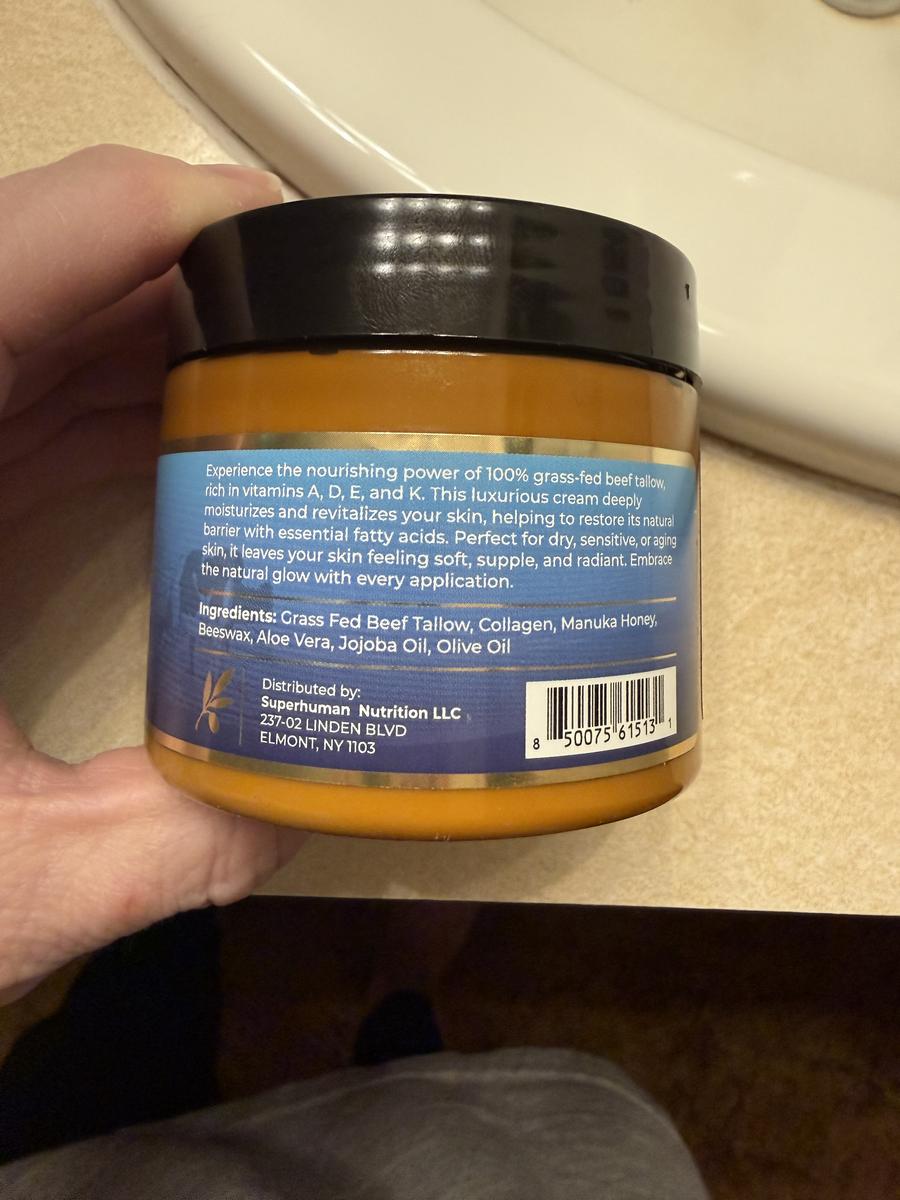 Experience the nourishing power of 100% grass-fed beef tallow,
rich in vitamins A, D, E, and K. This luxurious cream deeply
moisturizes and revitalizes your skin, helping to restore its natural
barrier with essential fatty acids. Perfect for dry, sensitive, or aging
skin, it leaves your skin feeling soft, supple, and radiant. Embrace
the natural glow with every application.
Ingredients: Grass Fed Beef Tallow, Collagen, Manuka Honey,
Beeswax, Aloe Vera, Jojoba Oil, Olive Oil
Distributed by:
Superhuman Nutrition LLC
237-02 LINDEN BLVD
ELMONT, NY 1103
8 50075 61513 1